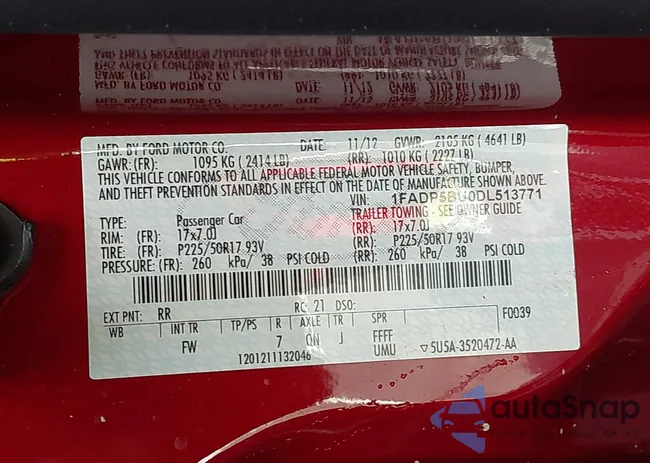 MFD. BY FORD MOTOR CO. DATE: 11/12 GVWR: 2105 KG ( 4641 LB)
GAWR: (FR): 1095 KG ( 2414 LB) (RR): 1010 KG ( 2227 LB)
THIS VEHICLE CONFORMS TO ALL APPLICABLE FEDERAL MOTOR VEHICLE SAFETY, BUMPER,
AND THEFT PREVENTION STANDARDS IN EFFECT ON THE DATE OF MANUFACTURE SHOWN ABOVE.
VIN: 1FADP5BU0DL513771
TYPE: Passenger Car TRAILER TOWING - SEE OWNER GUIDE
RIM: (FR): 17x7.0J (RR): 17x7.0J
TIRE: (FR): P225/50R17 93V (RR): P225/50R17 93V
PRESSURE: (FR): 260 kPa/ 38 PSI COLD (RR): 260 kPa/ 38 PSI COLD
EXT PNT: RR RC: 21 DSO: F0039
WB INT TR TP/PS R AXLE TR SPR
FW 7 QN J FFFF
1201211132046 UMU ▽5U5A-3520472-AA
autoSnap